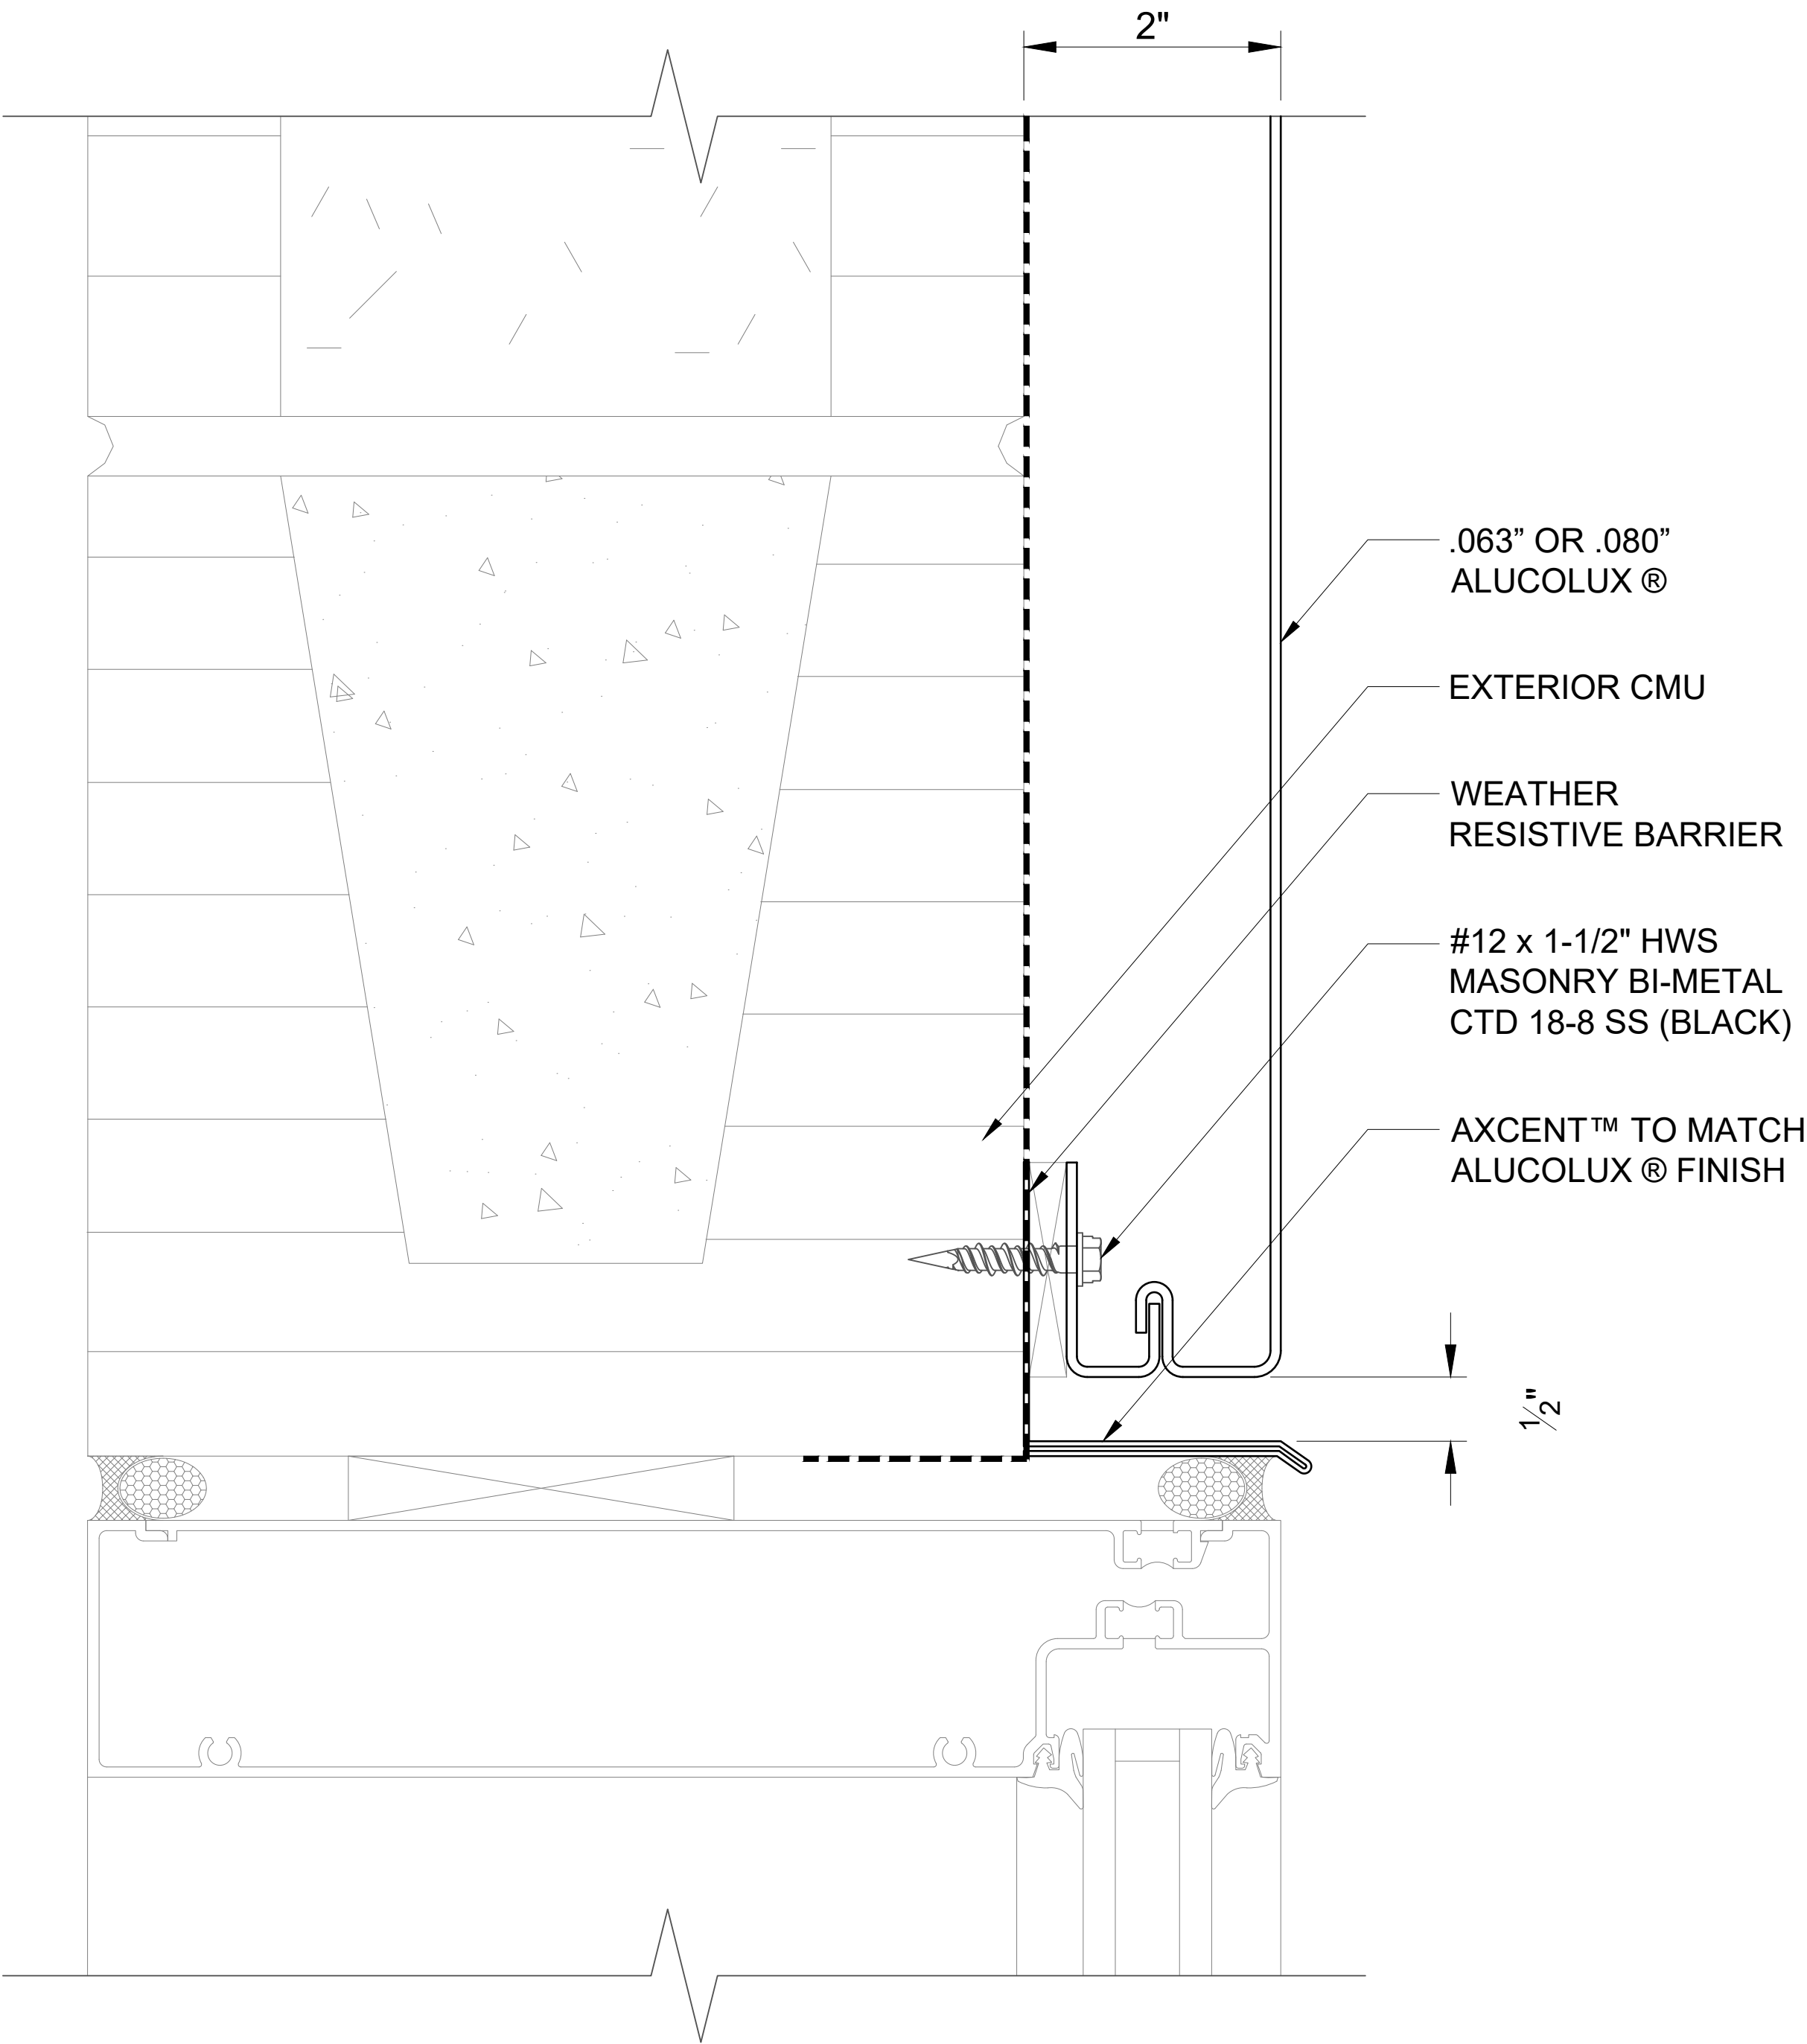 2"
.063” OR .080”
ALUCOLUX ®
EXTERIOR CMU
WEATHER
RESISTIVE BARRIER
#12 x 1-1/2" HWS
MASONRY BI-METAL
CTD 18-8 SS (BLACK)
AXCENT™ TO MATCH
ALUCOLUX ® FINISH
1/2"